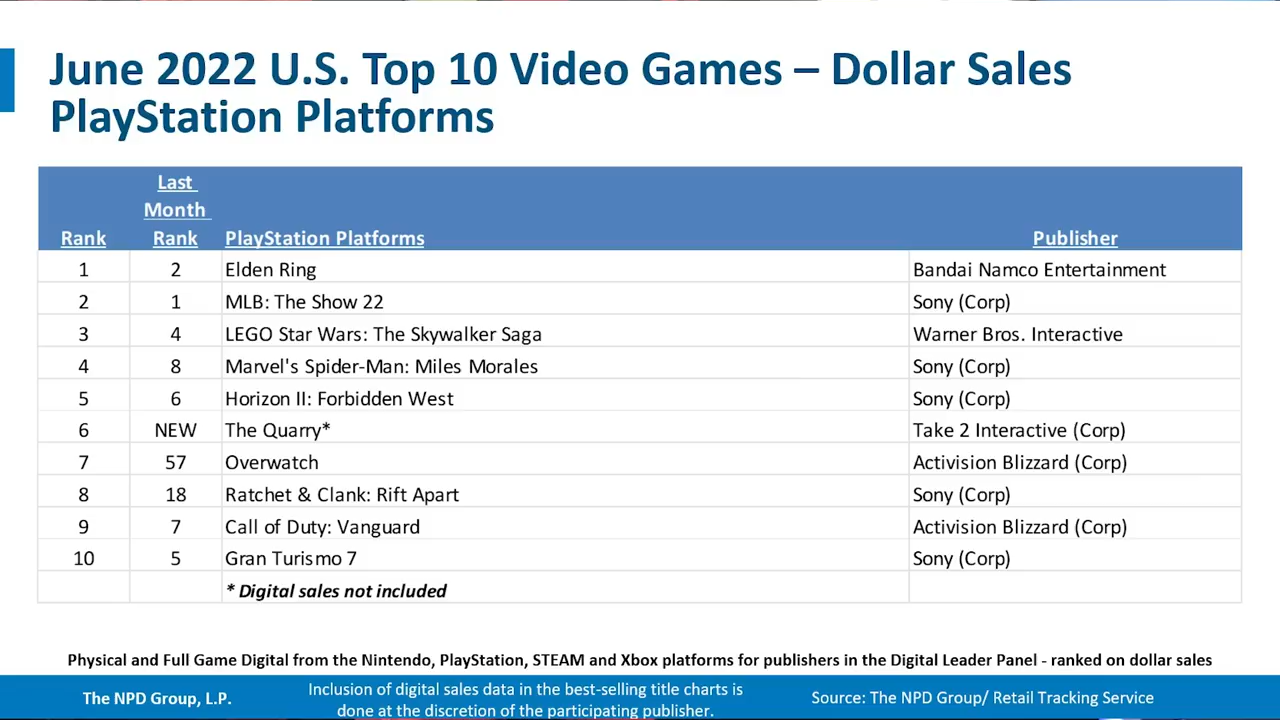 June 2022 U.S. Top 10 Video Games – Dollar Sales
PlayStation Platforms
Rank Last Month Rank PlayStation Platforms Publisher
1 2 Elden Ring Bandai Namco Entertainment
2 1 MLB: The Show 22 Sony (Corp)
3 4 LEGO Star Wars: The Skywalker Saga Warner Bros. Interactive
4 8 Marvel's Spider-Man: Miles Morales Sony (Corp)
5 6 Horizon II: Forbidden West Sony (Corp)
6 NEW The Quarry* Take 2 Interactive (Corp)
7 57 Overwatch Activision Blizzard (Corp)
8 18 Ratchet & Clank: Rift Apart Sony (Corp)
9 7 Call of Duty: Vanguard Activision Blizzard (Corp)
10 5 Gran Turismo 7 Sony (Corp)
* Digital sales not included
Physical and Full Game Digital from the Nintendo, PlayStation, STEAM and Xbox platforms for publishers in the Digital Leader Panel - ranked on dollar sales
The NPD Group, L.P.
Inclusion of digital sales data in the best-selling title charts is
done at the discretion of the participating publisher.
Source: The NPD Group/ Retail Tracking Service